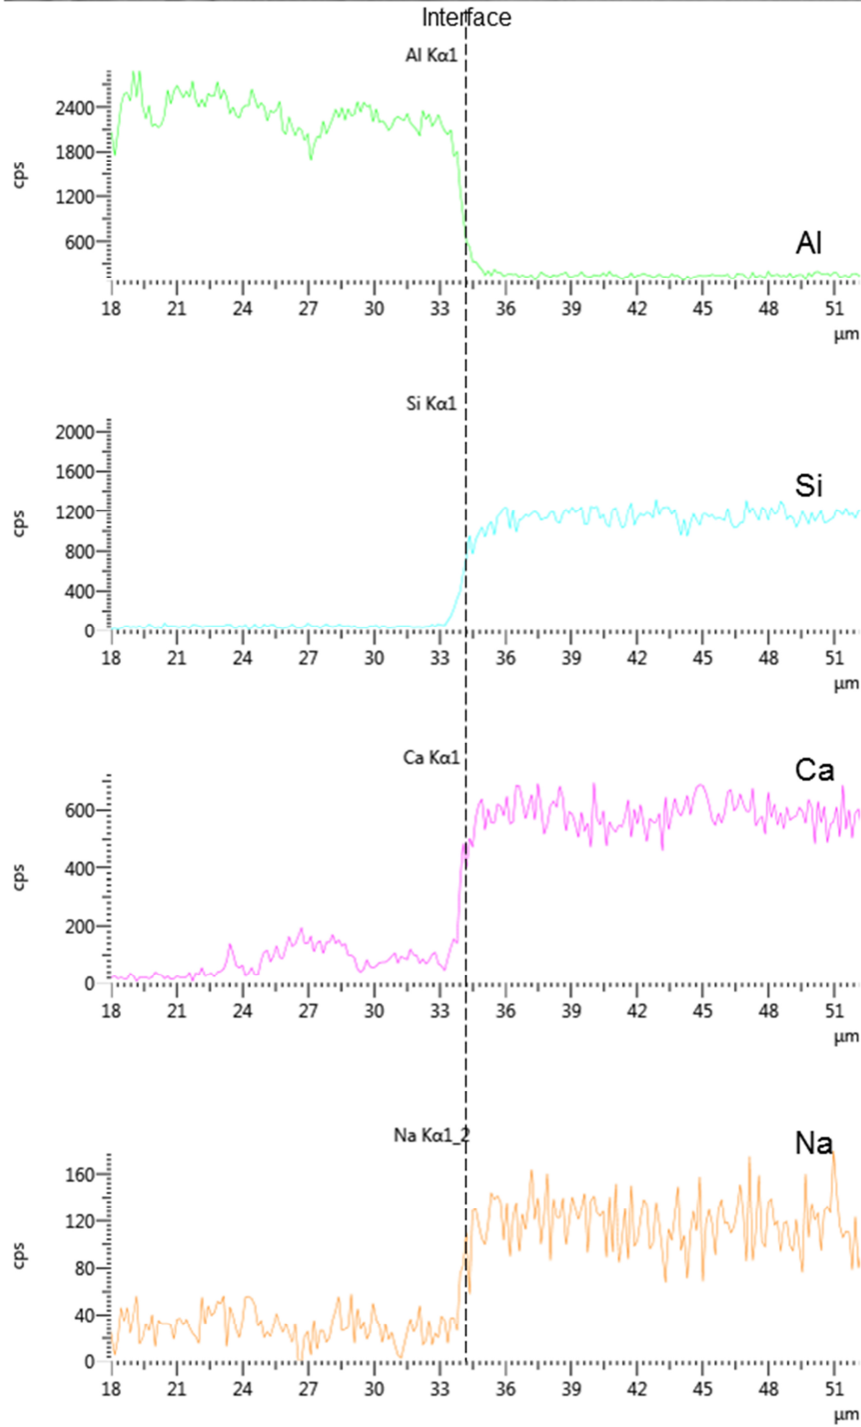 Interface
Al Kα1
2400
1800
1200
600
cps
Al
18 21 24 27 30 33 36 39 42 45 48 51
µm
Si Kα1
2000
1600
1200
800
400
0
cps
Si
18 21 24 27 30 33 36 39 42 45 48 51
µm
Ca Kα1
600
400
200
0
cps
Ca
18 21 24 27 30 33 36 39 42 45 48 51
µm
Na Kα1_2
160
120
80
40
0
cps
Na
18 21 24 27 30 33 36 39 42 45 48 51
µm